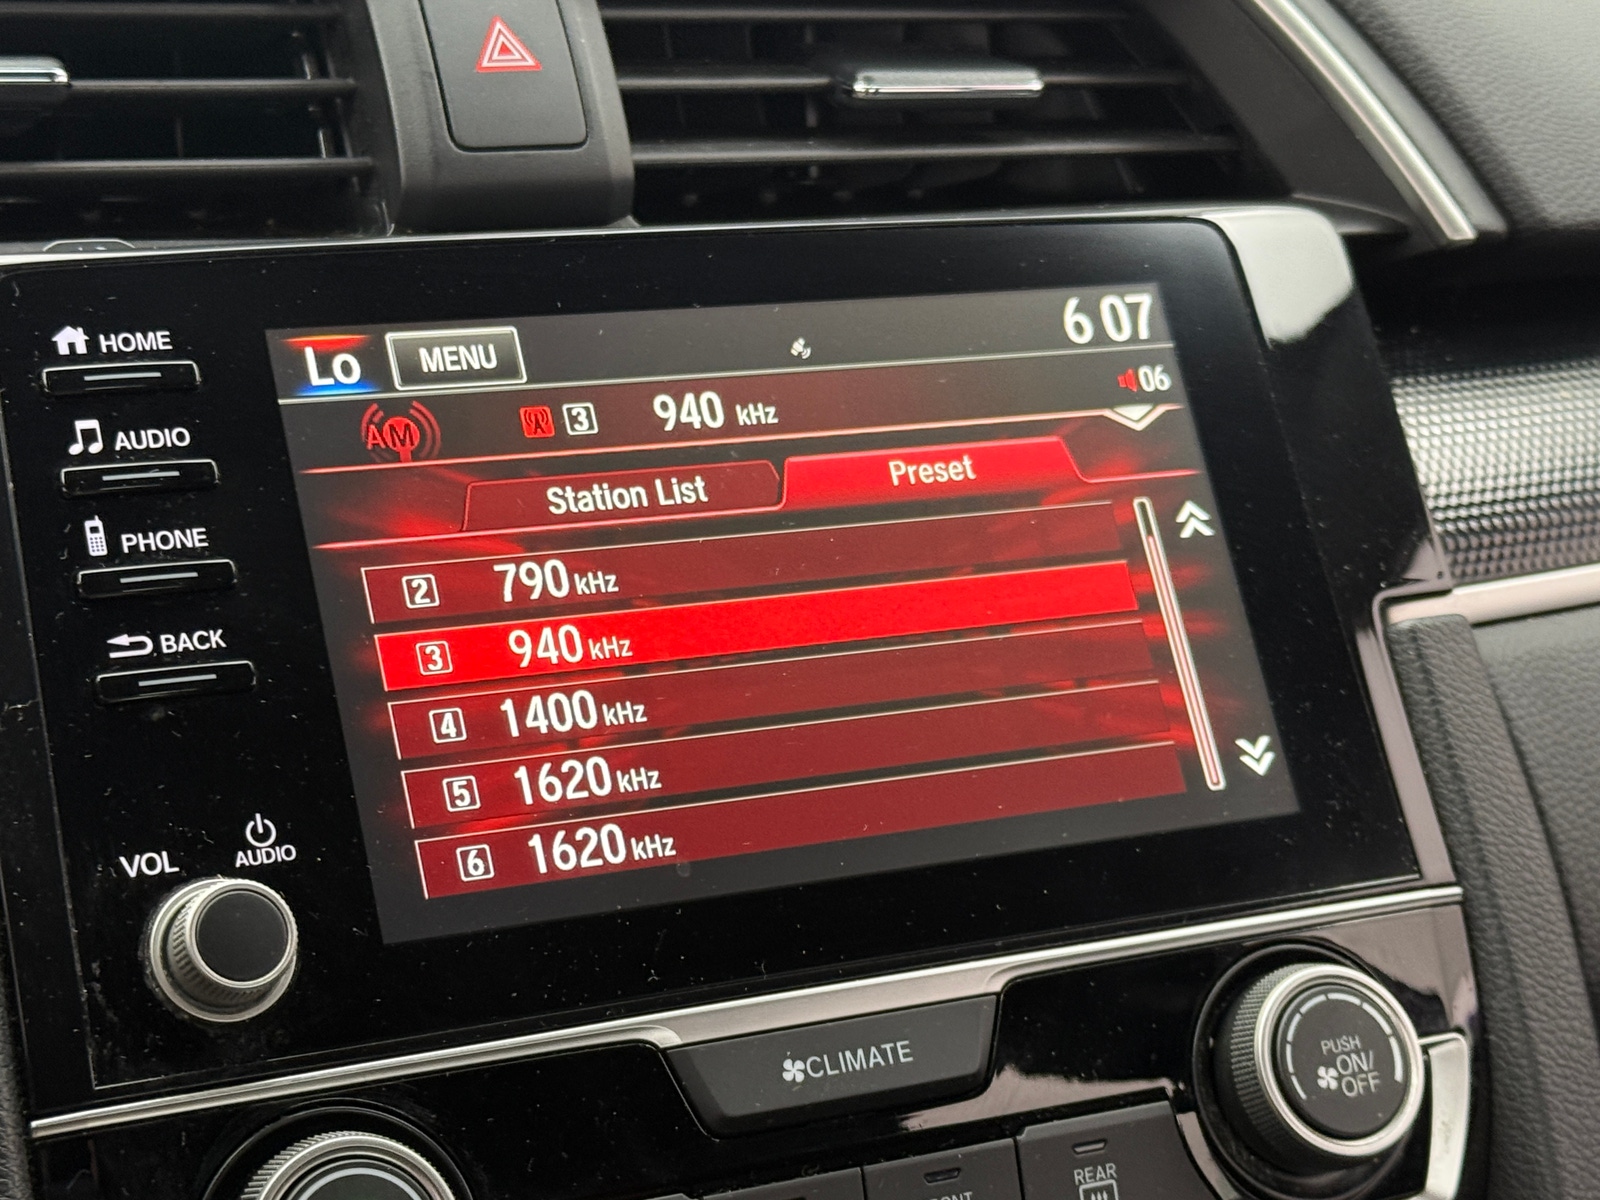 HOME
AUDIO
PHONE
BACK
VOL
AUDIO
Lo
MENU
6 07
06
AM
3 940 kHz
Station List
Preset
2 790 kHz
3 940 kHz
4 1400 kHz
5 1620 kHz
6 1620 kHz
CLIMATE
PUSH
ON/
OFF
REAR